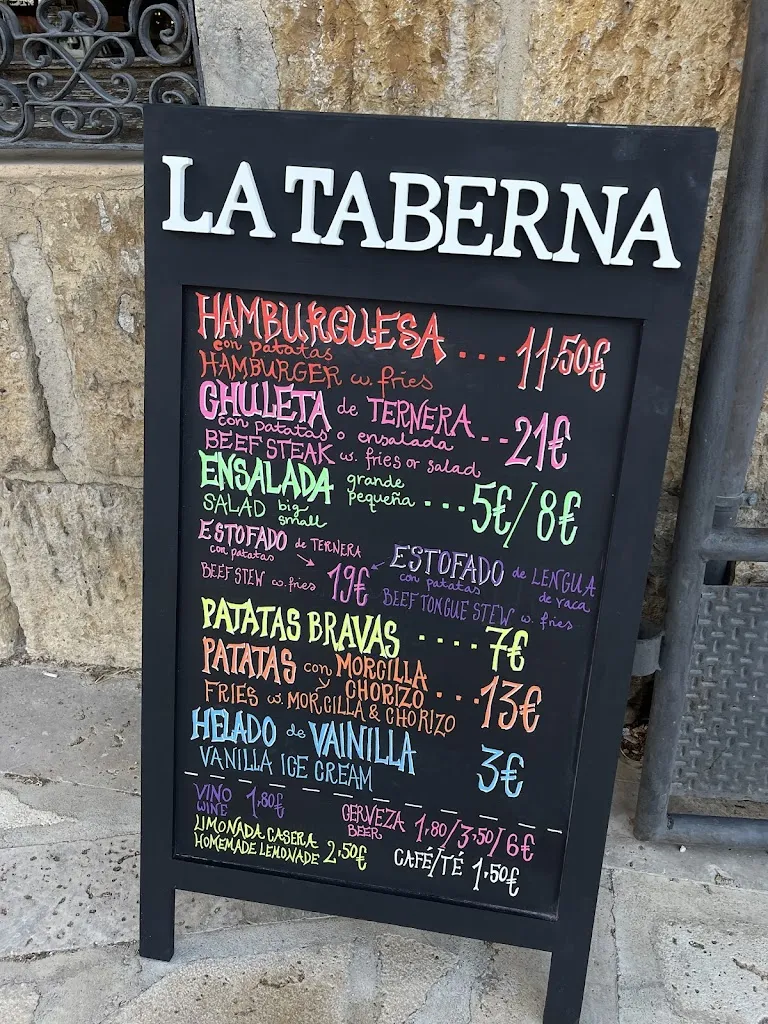 LA TABERNA
HAMBURGUESA ... 11,50€
con patatas
HAMBURGER w. fries
CHULETA de TERNERA .. 21€
con patatas o ensalada
BEEF STEAK w. fries or salad
ENSALADA grande pequeña ... 5€/8€
SALAD big small
ESTOFADO de TERNERA
con patatas
BEEF STEW w. fries
19€
ESTOFADO de LENGUA de vaca
con patatas
BEEF TONGUE STEW w. fries
PATATAS BRAVAS .... 7€
PATATAS con MORCILLA
y CHORIZO ... 13€
FRIES w. MORCILLA & CHORIZO
HELADO de VAINILLA
VANILLA ICE CREAM 3€
VINO 1,80€
WINE
CERVEZA 1,80/3,50/6€
BEER
LIMONADA CASERA
HOMEMADE LEMONADE 2,50€
CAFÉ/TÉ 1,50€